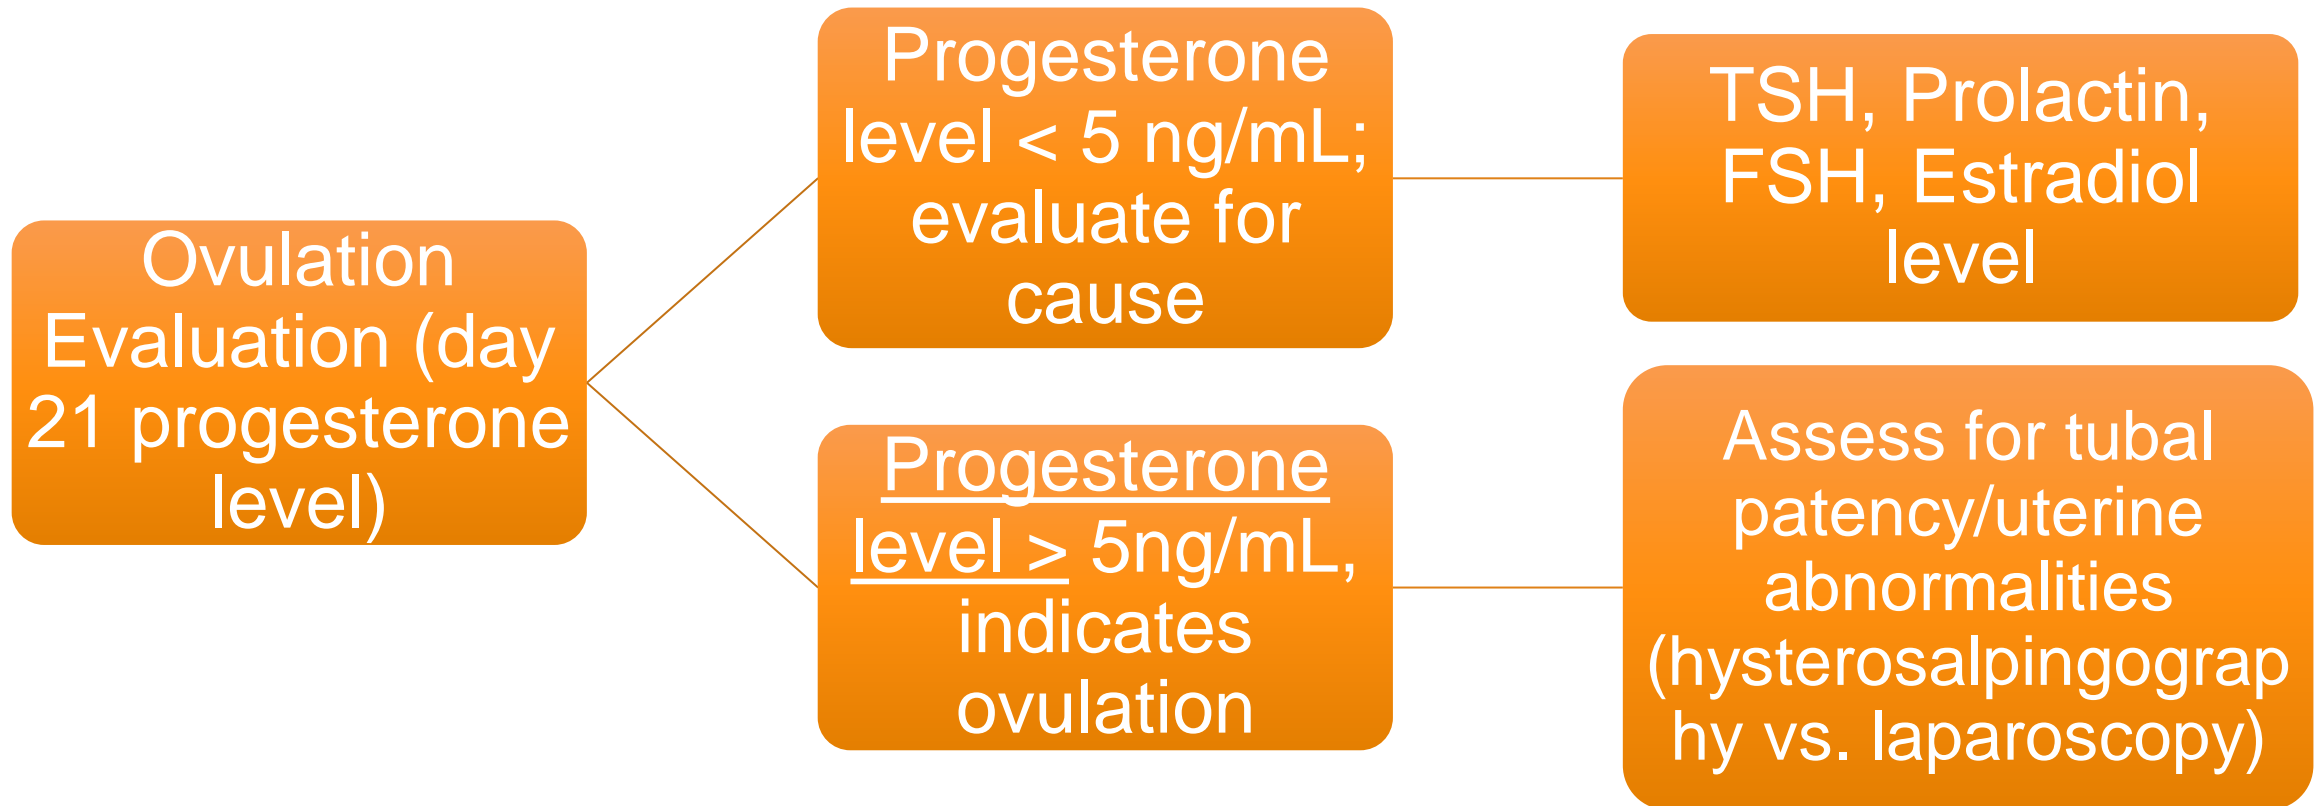 Ovulation
Evaluation (day
21 progesterone
level)
Progesterone
level < 5 ng/mL;
evaluate for
cause
TSH, Prolactin,
FSH, Estradiol
level
Progesterone
level > 5ng/mL,
indicates
ovulation
Assess for tubal
patency/uterine
abnormalities
(hysterosalpingograp
hy vs. laparoscopy)